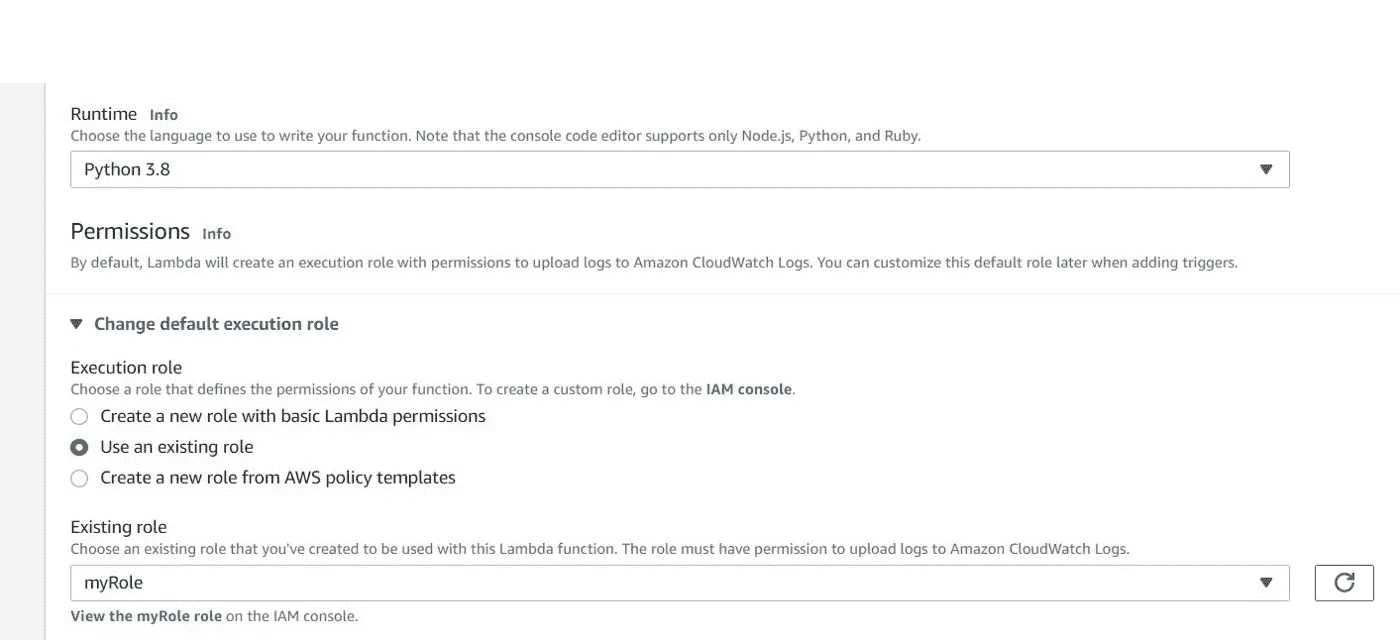 Runtime Info
Choose the language to use to write your function. Note that the console code editor supports only Node.js, Python, and Ruby.
Python 3.8
Permissions Info
By default, Lambda will create an execution role with permissions to upload logs to Amazon CloudWatch Logs. You can customize this default role later when adding triggers.
Change default execution role
Execution role
Choose a role that defines the permissions of your function. To create a custom role, go to the IAM console.
Create a new role with basic Lambda permissions
Use an existing role
Create a new role from AWS policy templates
Existing role
Choose an existing role that you've created to be used with this Lambda function. The role must have permission to upload logs to Amazon CloudWatch Logs.
myRole
View the myRole role on the IAM console.